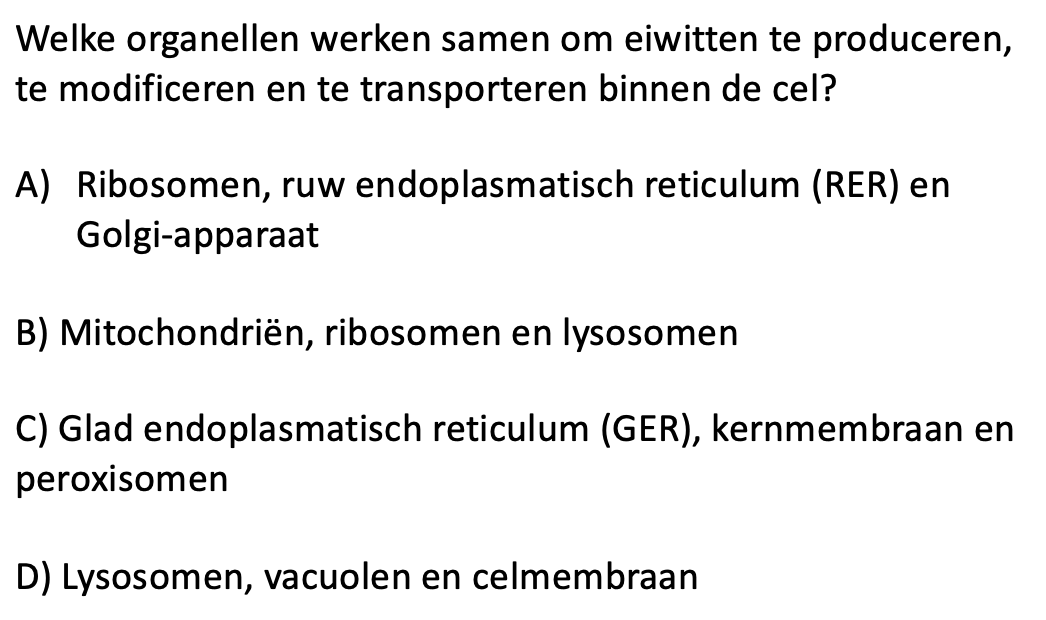 Welke organellen werken samen om eiwitten te produceren,
te modificeren en te transporteren binnen de cel?
A) Ribosomen, ruw endoplasmatisch reticulum (RER) en
Golgi-apparaat
B) Mitochondriën, ribosomen en lysosomen
C) Glad endoplasmatisch reticulum (GER), kernmembraan en
peroxisomen
D) Lysosomen, vacuolen en celmembraan